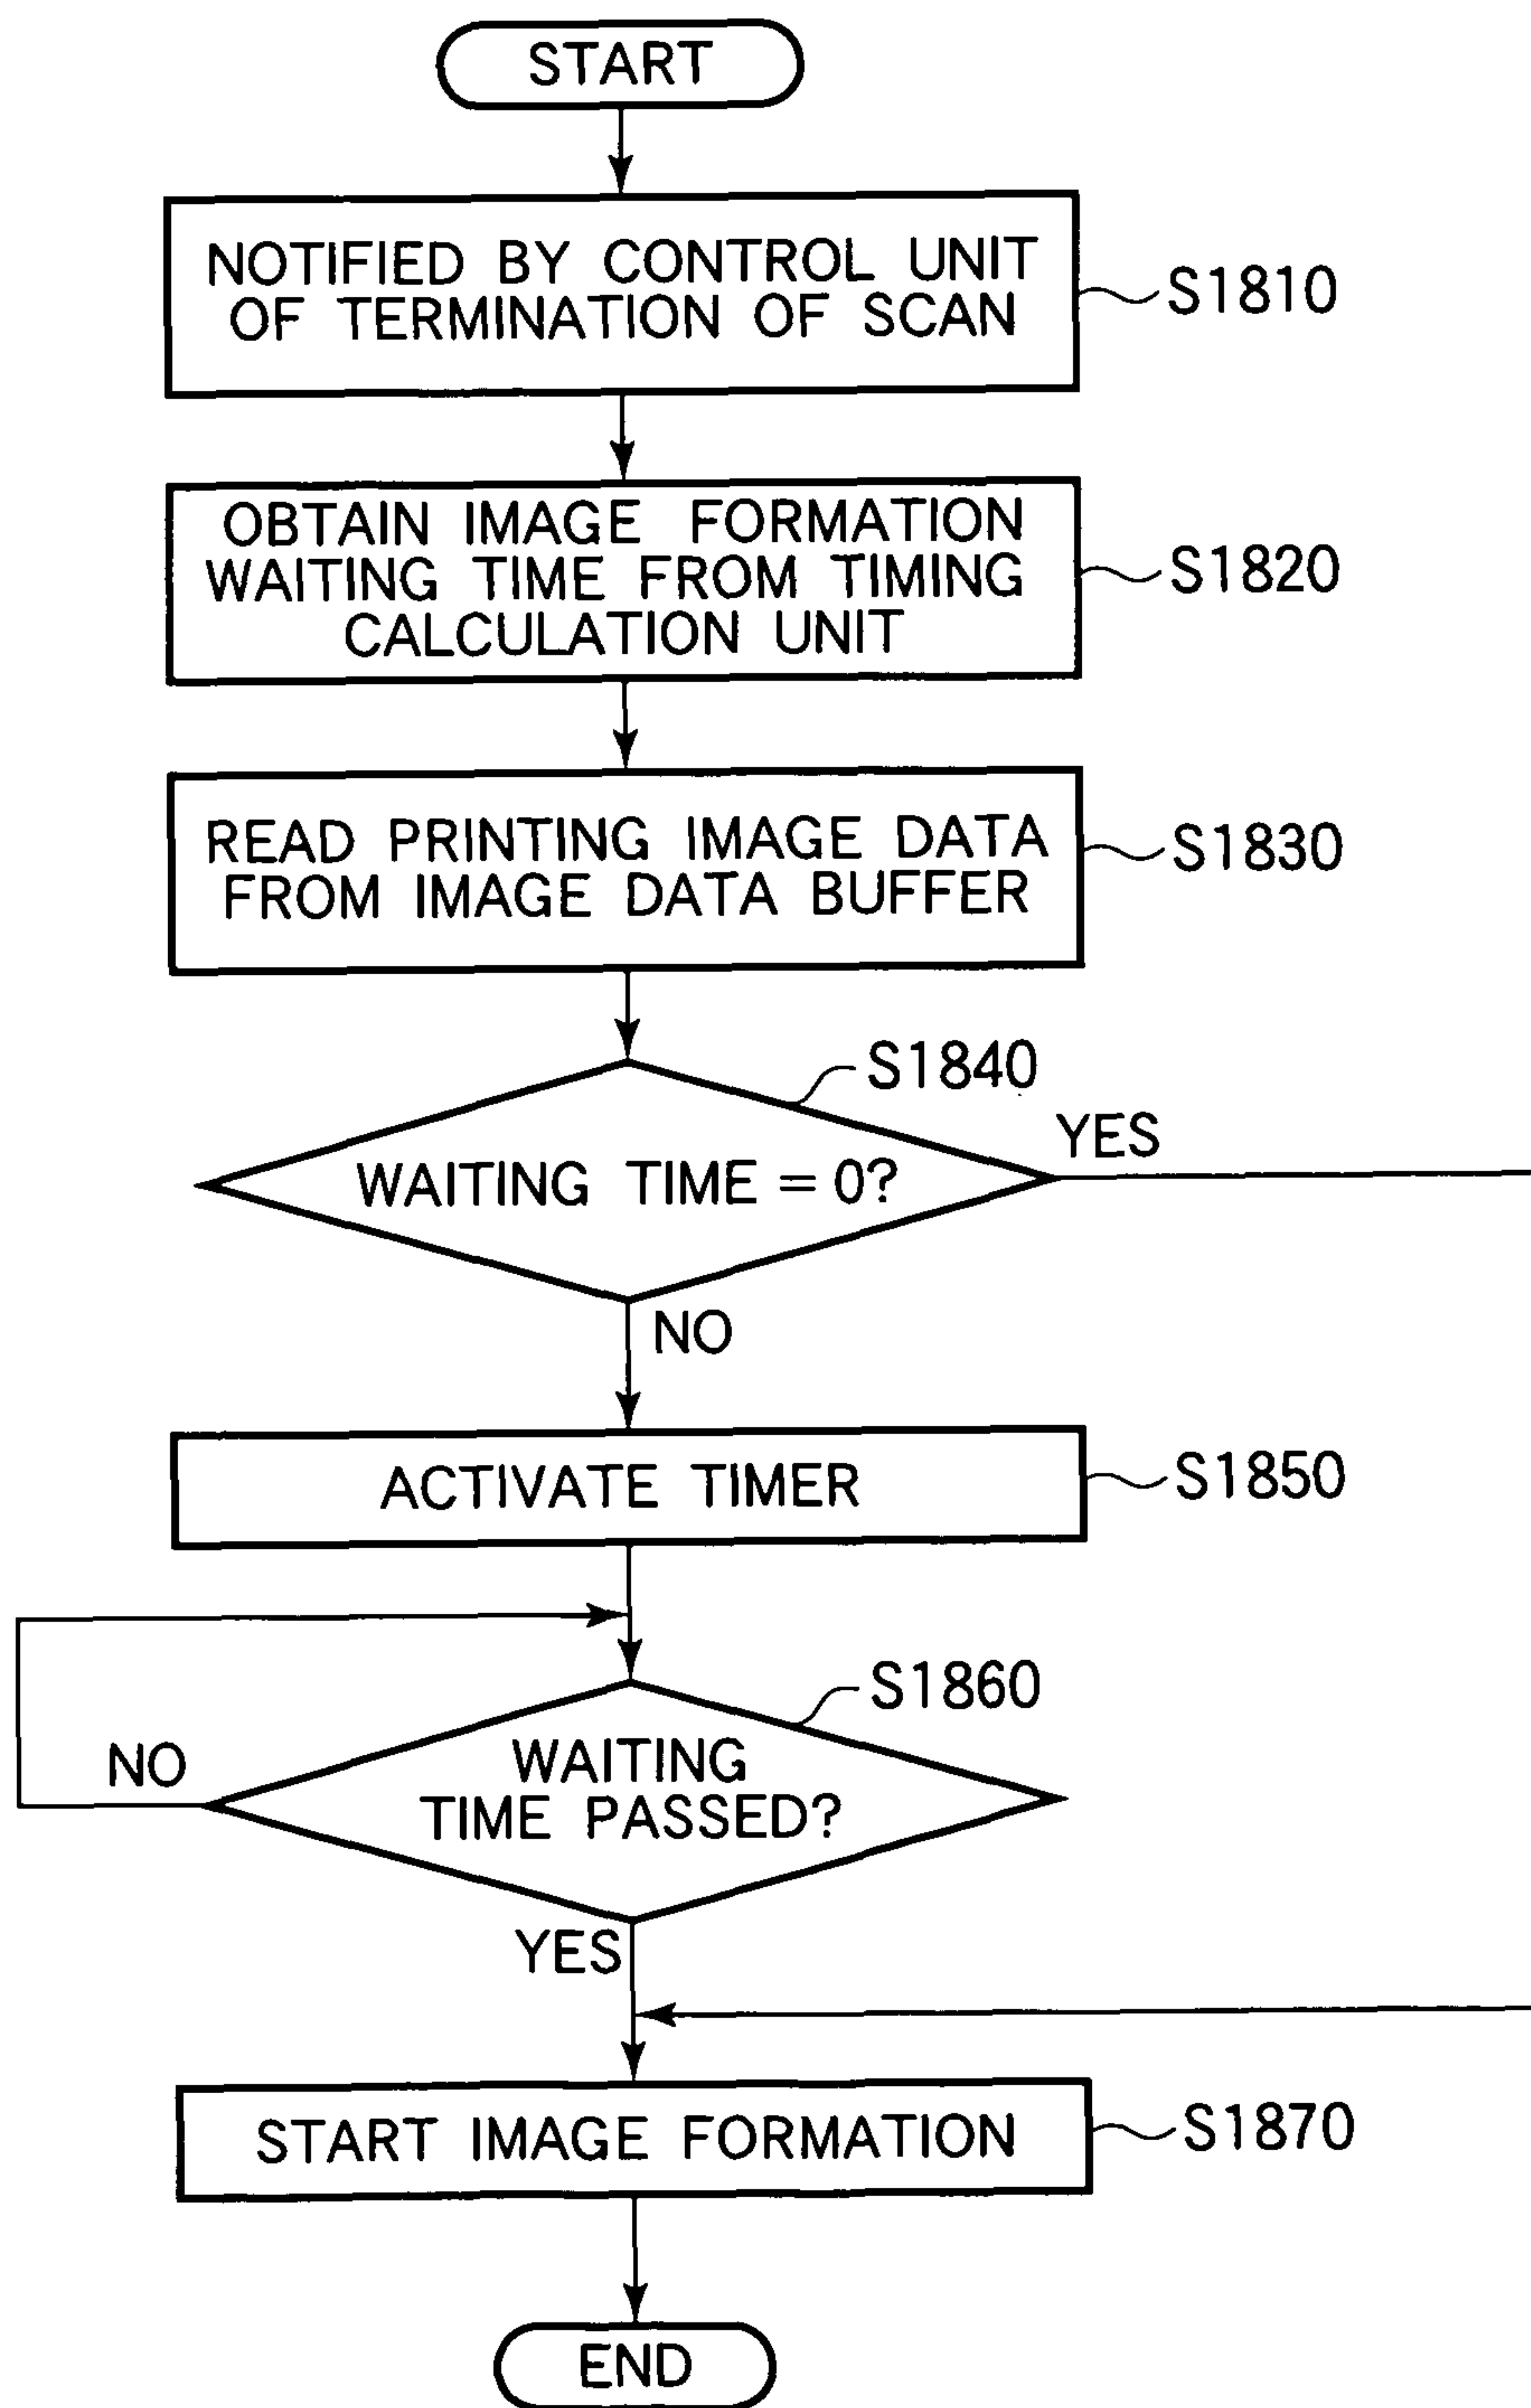 START
NOTIFIED BY CONTROL UNIT
OF TERMINATION OF SCAN
S1810
OBTAIN IMAGE FORMATION
WAITING TIME FROM TIMING
CALCULATION UNIT
S1820
READ PRINTING IMAGE DATA
FROM IMAGE DATA BUFFER
S1830
S1840
YES
WAITING TIME = 0?
NO
ACTIVATE TIMER
S1850
S1860
NO
WAITING
TIME PASSED?
YES
START IMAGE FORMATION
S1870
END